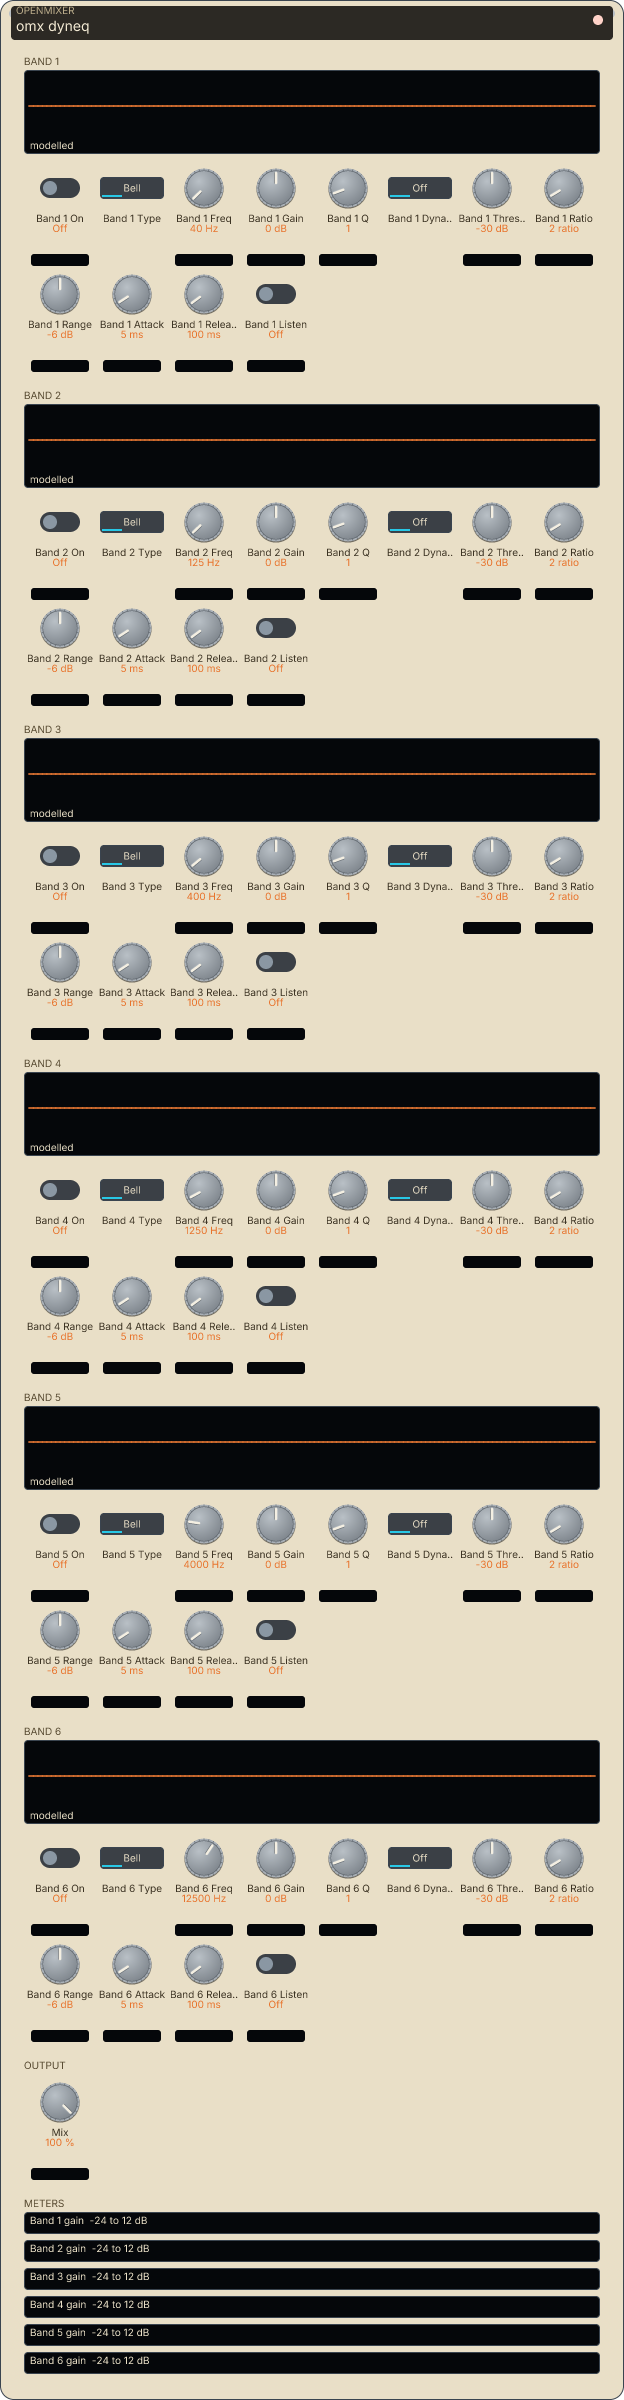 OPENMIXER
omx dyneq
BAND 1
modelled
Bell Off
Band 1 On Band 1 Type Band 1 Freq Band 1 Gain Band 1 Q Band 1 Dyna.. Band 1 Thres.. Band 1 Ratio
Off 40 Hz 0 dB 1 -30 dB 2 ratio
Band 1 Range Band 1 Attack Band 1 Relea.. Band 1 Listen
-6 dB 5 ms 100 ms Off
BAND 2
modelled
Bell Off
Band 2 On Band 2 Type Band 2 Freq Band 2 Gain Band 2 Q Band 2 Dyna.. Band 2 Thre.. Band 2 Ratio
Off 125 Hz 0 dB 1 -30 dB 2 ratio
Band 2 Range Band 2 Attack Band 2 Relea.. Band 2 Listen
-6 dB 5 ms 100 ms Off
BAND 3
modelled
Bell Off
Band 3 On Band 3 Type Band 3 Freq Band 3 Gain Band 3 Q Band 3 Dyna.. Band 3 Thre.. Band 3 Ratio
Off 400 Hz 0 dB 1 -30 dB 2 ratio
Band 3 Range Band 3 Attack Band 3 Relea.. Band 3 Listen
-6 dB 5 ms 100 ms Off
BAND 4
modelled
Bell Off
Band 4 On Band 4 Type Band 4 Freq Band 4 Gain Band 4 Q Band 4 Dyna.. Band 4 Thre.. Band 4 Ratio
Off 1250 Hz 0 dB 1 -30 dB 2 ratio
Band 4 Range Band 4 Attack Band 4 Rele.. Band 4 Listen
-6 dB 5 ms 100 ms Off
BAND 5
modelled
Bell Off
Band 5 On Band 5 Type Band 5 Freq Band 5 Gain Band 5 Q Band 5 Dyna.. Band 5 Thre.. Band 5 Ratio
Off 4000 Hz 0 dB 1 -30 dB 2 ratio
Band 5 Range Band 5 Attack Band 5 Relea.. Band 5 Listen
-6 dB 5 ms 100 ms Off
BAND 6
modelled
Bell Off
Band 6 On Band 6 Type Band 6 Freq Band 6 Gain Band 6 Q Band 6 Dyna.. Band 6 Thre.. Band 6 Ratio
Off 12500 Hz 0 dB 1 -30 dB 2 ratio
Band 6 Range Band 6 Attack Band 6 Relea.. Band 6 Listen
-6 dB 5 ms 100 ms Off
OUTPUT
Mix
100 %
METERS
Band 1 gain -24 to 12 dB
Band 2 gain -24 to 12 dB
Band 3 gain -24 to 12 dB
Band 4 gain -24 to 12 dB
Band 5 gain -24 to 12 dB
Band 6 gain -24 to 12 dB